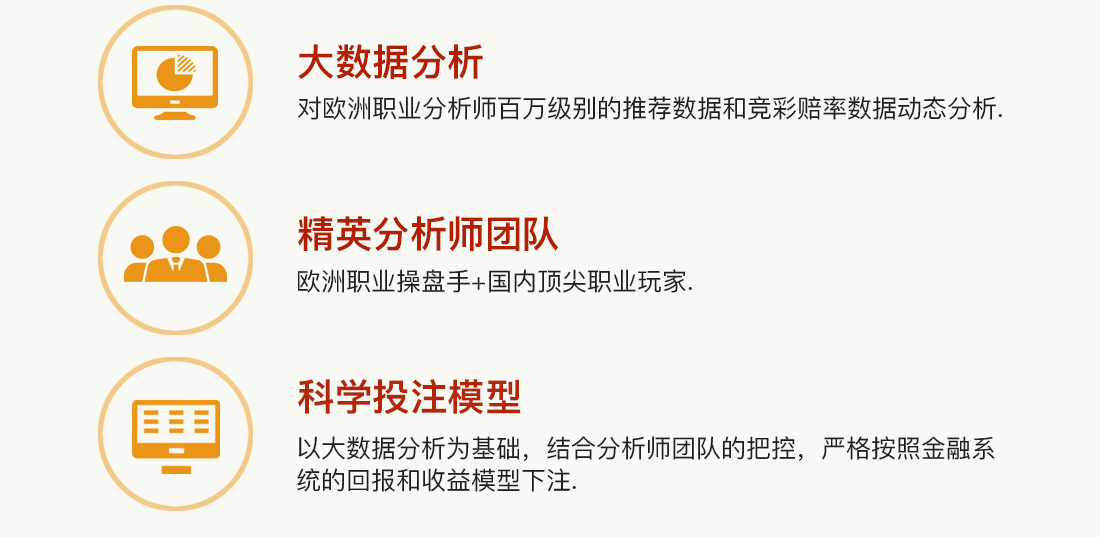 大数据分析
对欧洲职业分析师百万级别的推荐数据和竞彩赔率数据动态分析.
精英分析师团队
欧洲职业操盘手+国内顶尖职业玩家.
科学投注模型
以大数据分析为基础，结合分析师团队的把控，严格按照金融系
统的回报和收益模型下注.